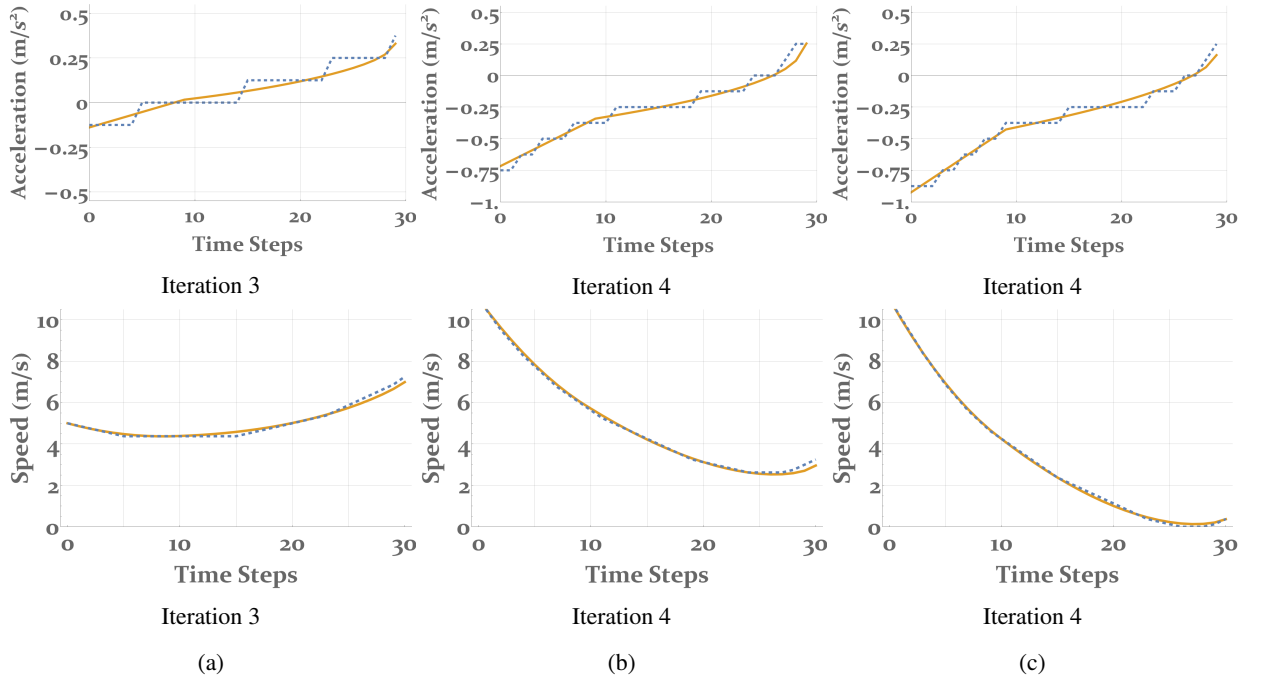 Acceleration (m/s²)
0.5
0.25
0
−0.25
−0.5
0 10 20 30
Time Steps
Iteration 3
Acceleration (m/s²)
0.5
0.25
0
−0.25
−0.5
−0.75
−1.
0 10 20 30
Time Steps
Iteration 4
Acceleration (m/s²)
0.5
0.25
0
−0.25
−0.5
−0.75
−1.
0 10 20 30
Time Steps
Iteration 4
Speed (m/s)
10
8
6
4
2
0
0 10 20 30
Time Steps
Iteration 3
(a)
Speed (m/s)
10
8
6
4
2
0
0 10 20 30
Time Steps
Iteration 4
(b)
Speed (m/s)
10
8
6
4
2
0
0 10 20 30
Time Steps
Iteration 4
(c)